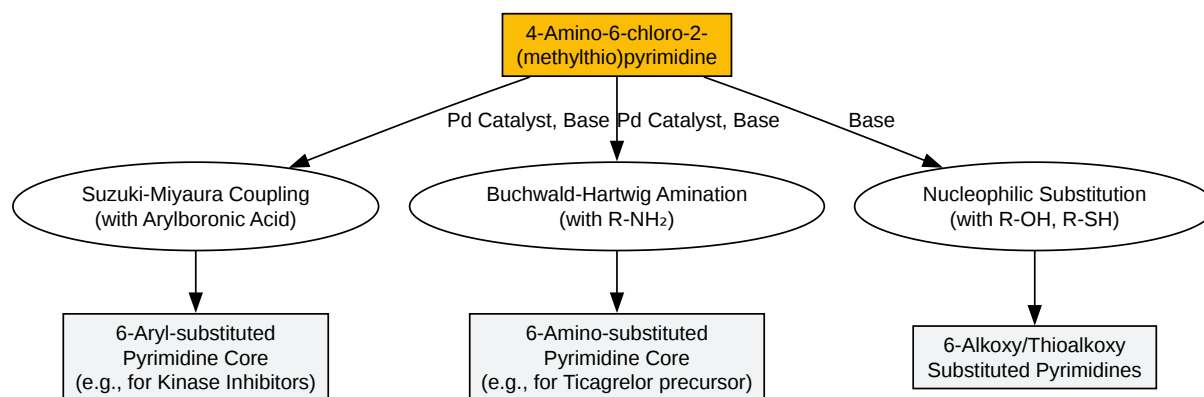 4-Amino-6-chloro-2-
(methylthio)pyrimidine
Pd Catalyst, Base
Pd Catalyst, Base
Base
Suzuki-Miyaura Coupling
(with Arylboronic Acid)
Buchwald-Hartwig Amination
(with R-NH₂)
Nucleophilic Substitution
(with R-OH, R-SH)
6-Aryl-substituted
Pyrimidine Core
(e.g., for Kinase Inhibitors)
6-Amino-substituted
Pyrimidine Core
(e.g., for Ticagrelor precursor)
6-Alkoxy/Thioalkoxy
Substituted Pyrimidines